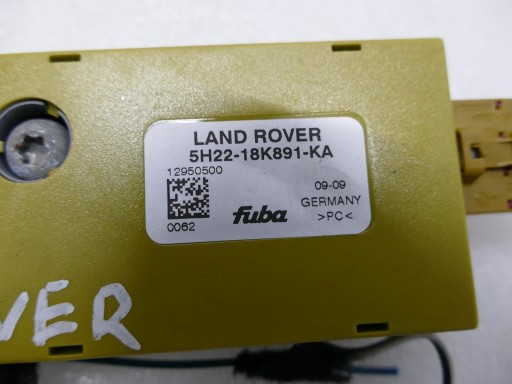 LAND ROVER
5H22-18K891-KA
12950500
09-09
GERMANY
0062
fuba
>PC<
VER